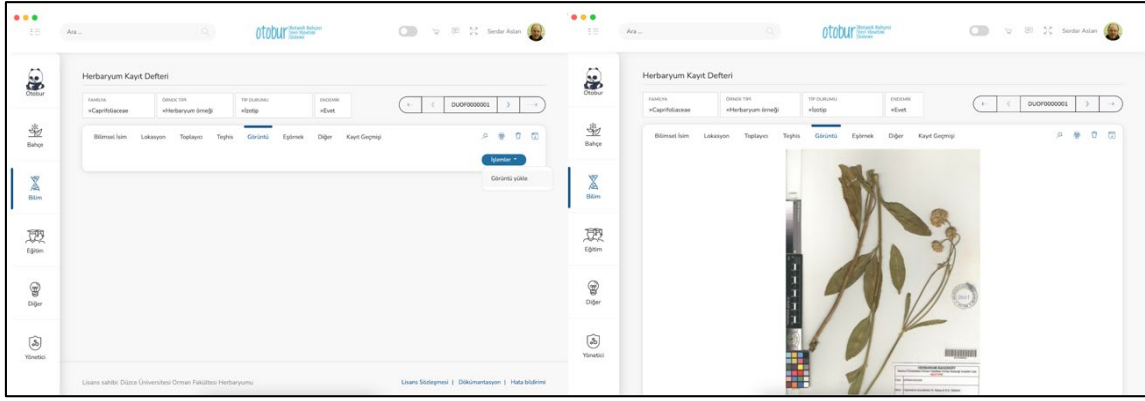 Ara ...
otobur
Serdar Aslan
Otobur
Bahçe
Bilim
Eğitim
Diğer
Yönetici
Herbaryum Kayıt Defteri
FAMİLYA
»Caprifoliaceae
ÖRNEK TİPİ
»Herbaryum örneği
TİP DURUMU
»İzotip
ENDEMİK
»Evet
DUOF0000001
Bilimsel İsim Lokasyon Toplayıcı Teşhis Görüntü Eşörnek Diğer Kayıt Geçmişi
İşlemler
Görüntü yükle
Lisans sahibi: Düzce Üniversitesi Orman Fakültesi Herbaryumu
Lisans Sözleşmesi | Dökümantasyon | Hata bildirimi
Ara ...
otobur
Serdar Aslan
Otobur
Bahçe
Bilim
Eğitim
Diğer
Yönetici
Herbaryum Kayıt Defteri
FAMİLYA
»Caprifoliaceae
ÖRNEK TİPİ
»Herbaryum örneği
TİP DURUMU
»İzotip
ENDEMİK
»Evet
DUOF0000001
Bilimsel İsim Lokasyon Toplayıcı Teşhis Görüntü Eşörnek Diğer Kayıt Geçmişi